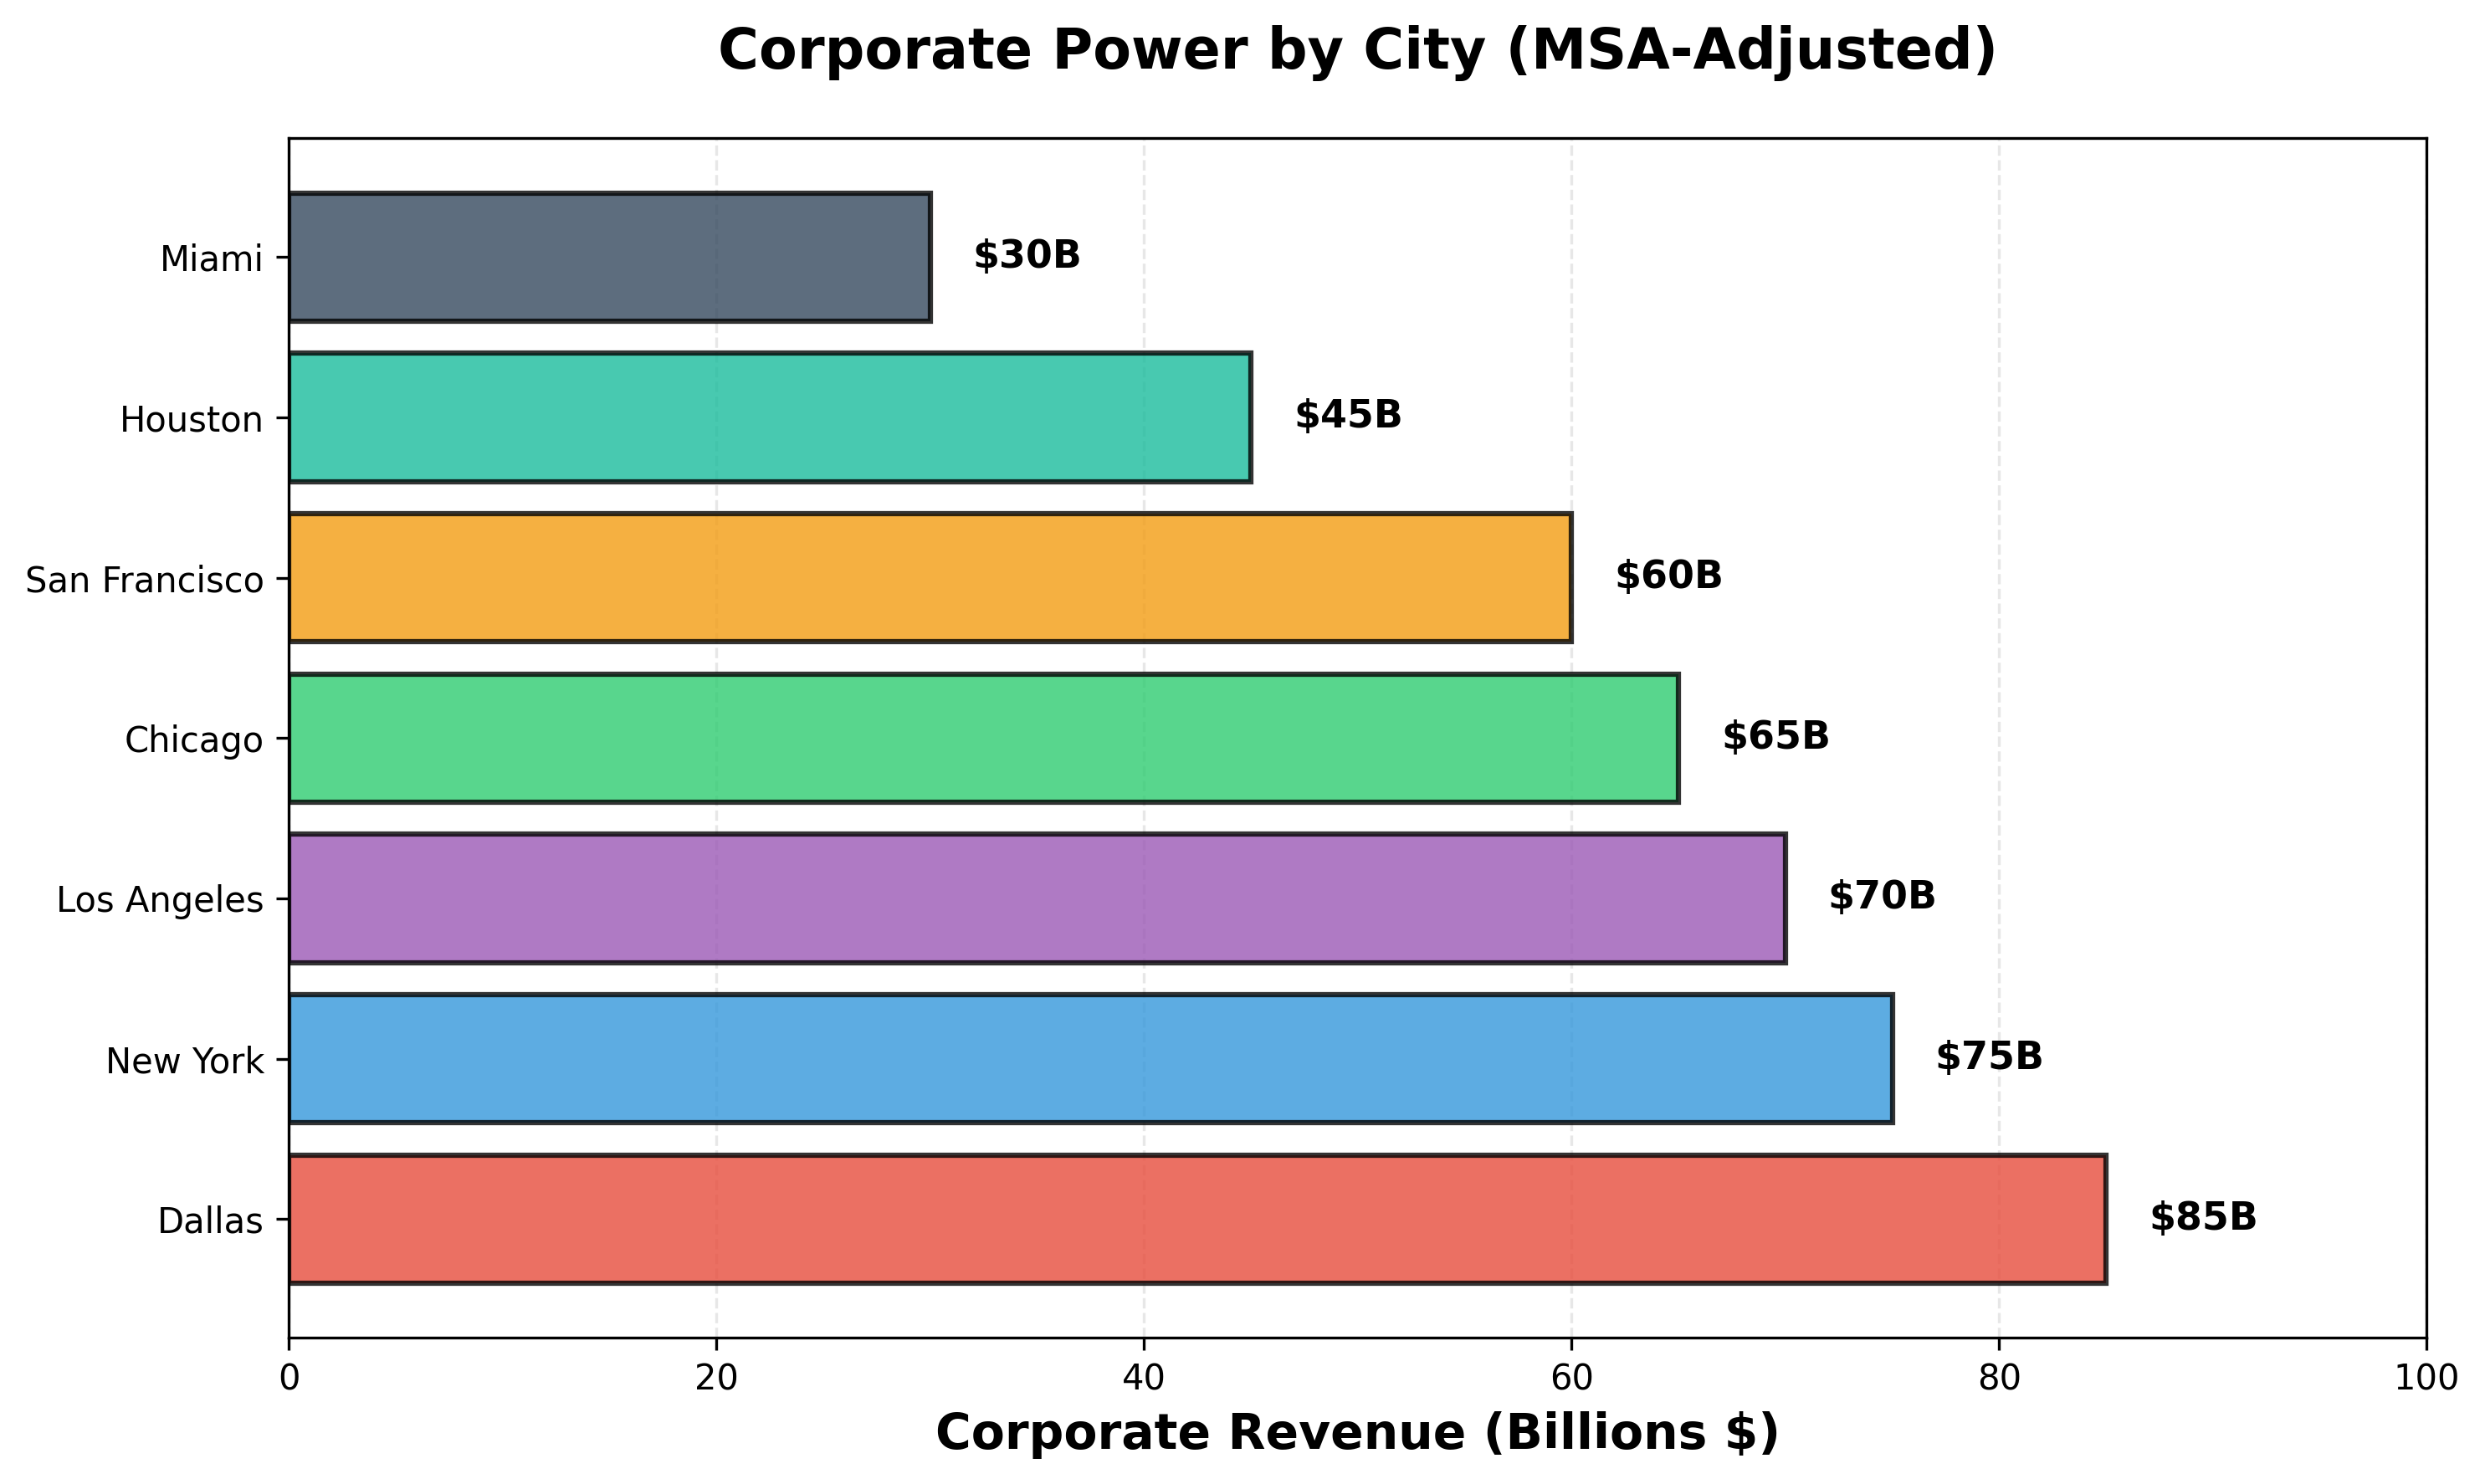 Corporate Power by City (MSA-Adjusted)
Miami
$30B
Houston
$45B
San Francisco
$60B
Chicago
$65B
Los Angeles
$70B
New York
$75B
Dallas
$85B
0 20 40 60 80 100
Corporate Revenue (Billions $)